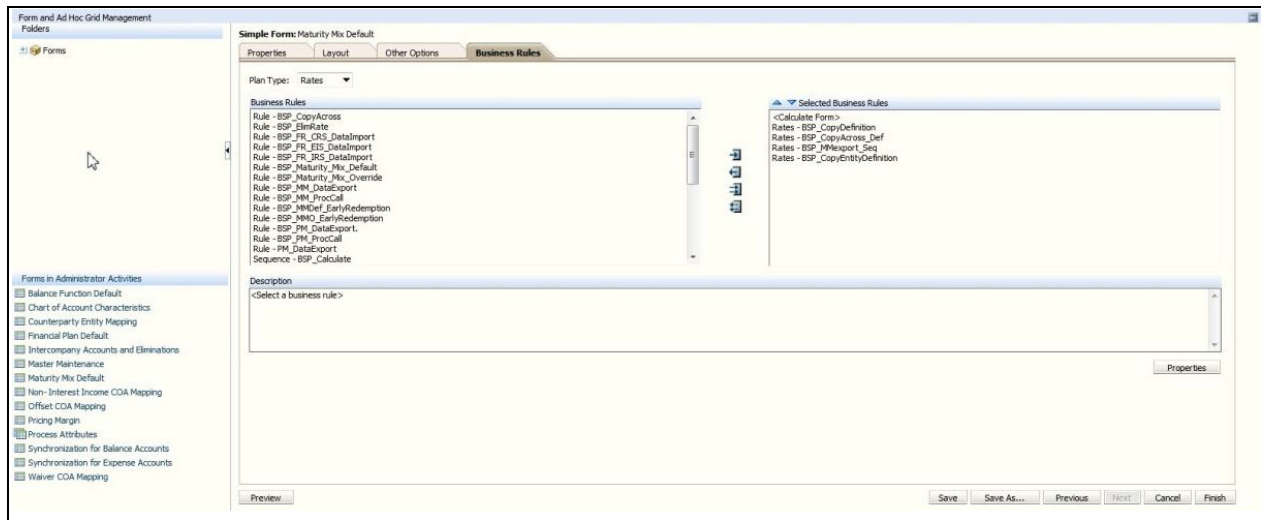 Form and Ad Hoc Grid Management
Folders
Forms
Simple Form: Maturity Mix Default
Properties
Layout
Other Options
Business Rules
Plan Type: Rates
Business Rules
Rule - BSP_CopyAcross
Rule - BSP_ElimRate
Rule - BSP_FR_CRS_DataImport
Rule - BSP_FR_EIS_DataImport
Rule - BSP_FR_IRS_DataImport
Rule - BSP_Maturity_Mix_Default
Rule - BSP_Maturity_Mix_Override
Rule - BSP_MM_DataExport
Rule - BSP_MM_ProcCall
Rule - BSP_MMDef_EarlyRedemption
Rule - BSP_MMO_EarlyRedemption
Rule - BSP_PM_DataExport.
Rule - BSP_PM_ProcCall
Rule - PM_DataExport
Sequence - BSP_Calculate
Selected Business Rules
<Calculate Form>
Rates - BSP_CopyDefinition
Rates - BSP_CopyAcross_Def
Rates - BSP_MMexport_Seq
Rates - BSP_CopyEntityDefinition
Forms in Administrator Activities
Balance Function Default
Chart of Account Characteristics
Counterparty Entity Mapping
Financial Plan Default
Intercompany Accounts and Eliminations
Master Maintenance
Maturity Mix Default
Non- Interest Income COA Mapping
Offset COA Mapping
Pricing Margin
Process Attributes
Synchronization for Balance Accounts
Synchronization for Expense Accounts
Waiver COA Mapping
Description
<Select a business rule>
Properties
Preview
Save
Save As...
Previous
Next
Cancel
Finish